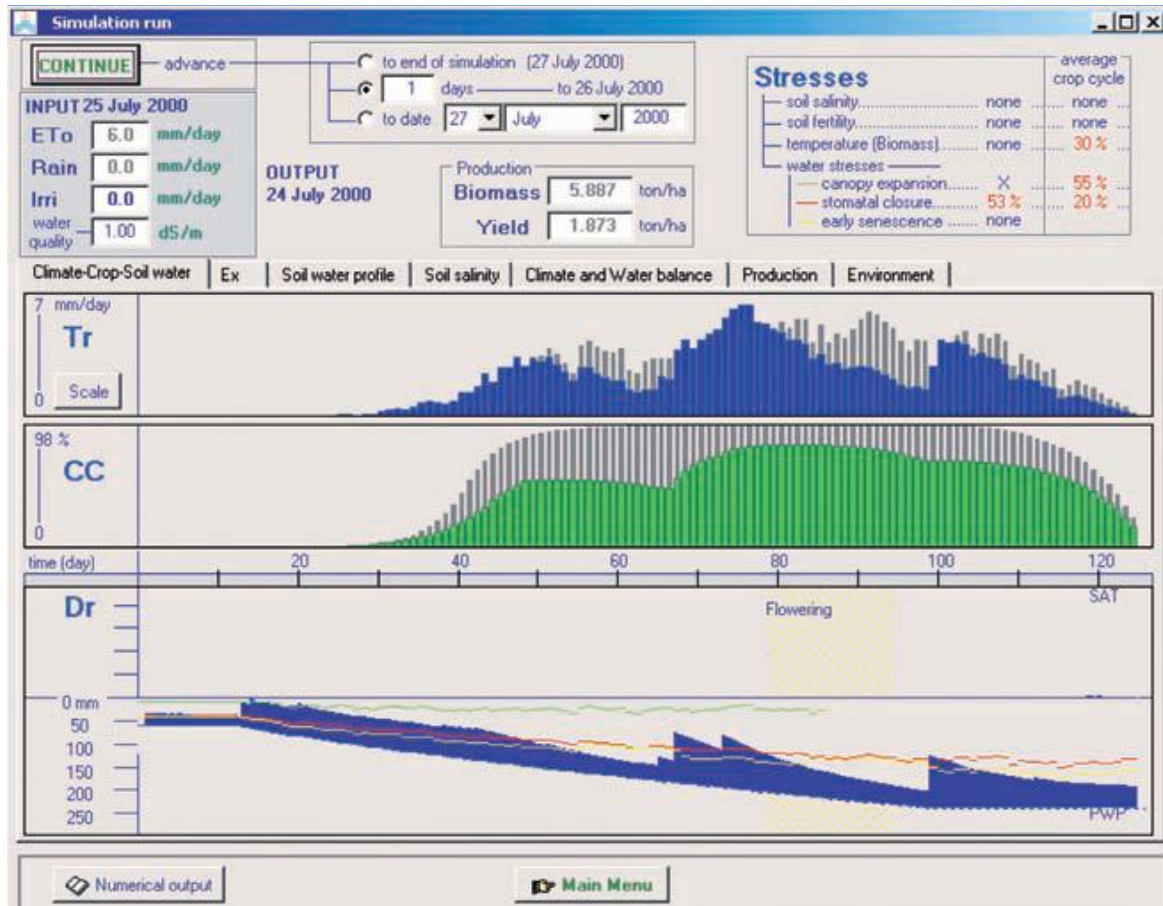 Simulation run
CONTINUE
advance
to end of simulation (27 July 2000)
1 days to 26 July 2000
to date 27 July 2000
INPUT 25 July 2000
ETo 6.0 mm/day
Rain 0.0 mm/day
Irri 0.0 mm/day
water quality 1.00 dS/m
OUTPUT
24 July 2000
Production
Biomass 5.887 ton/ha
Yield 1.873 ton/ha
Stresses
average
crop cycle
soil salinity none none
soil fertility none none
temperature (Biomass) none 30 %
water stresses
canopy expansion X 55 %
stomatal closure 53 % 20 %
early senescence none
Climate-Crop-Soil water Ex Soil water profile Soil salinity Climate and Water balance Production Environment
7 mm/day
Tr
Scale
0
98 %
CC
0
time (day) 20 40 60 80 100 120
Dr
Flowering
SAT
0 mm
50
100
150
200
250
PWP
Numerical output
Main Menu